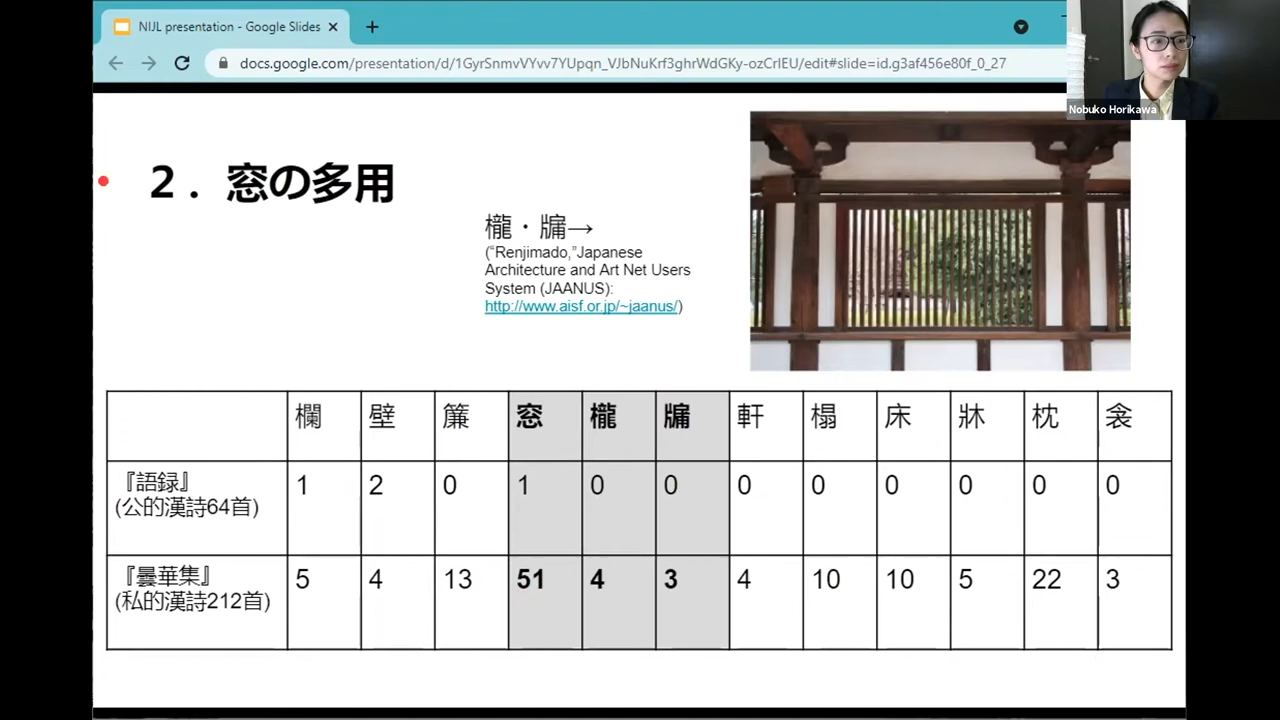 NIJL presentation - Google Slides
docs.google.com/presentation/d/1GyrSnmvVYvv7YUpqn_VJbNuKrf3ghrWdGKy-ozCrlEU/edit#slide=id.g3af456e80f_0_27
Nobuko Horikawa
2．窓の多用
櫳・牖→
(“Renjimado,”Japanese
Architecture and Art Net Users
System (JAANUS):
http://www.aisf.or.jp/~jaanus/)
欄 壁 簾 窓 櫳 牖 軒 榻 床 牀 枕 衾
『語録』
(公的漢詩64首)
1 2 0 1 0 0 0 0 0 0 0 0
『曇華集』
(私的漢詩212首)
5 4 13 51 4 3 4 10 10 5 22 3